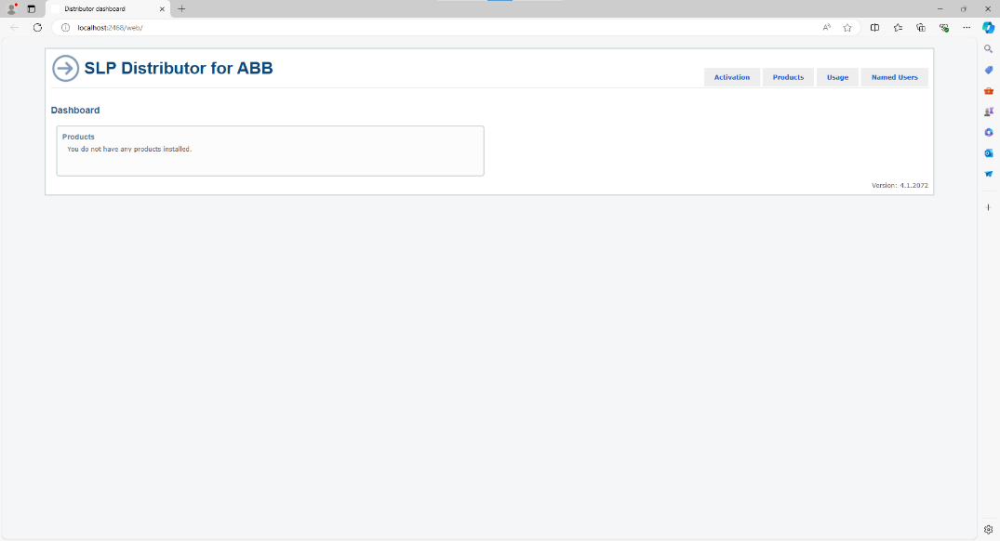 Distributor dashboard
localhost:2468/web/
SLP Distributor for ABB
Activation
Products
Usage
Named Users
Dashboard
Products
You do not have any products installed.
Version: 4.1.2072